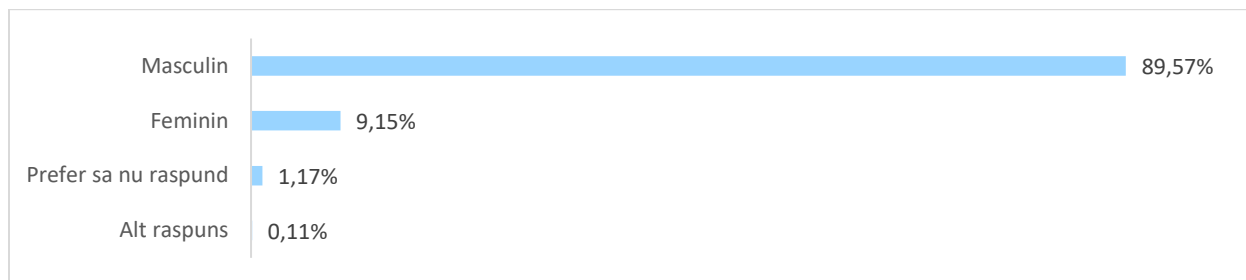 Masculin 89,57%
Feminin 9,15%
Prefer sa nu raspund 1,17%
Alt raspuns 0,11%